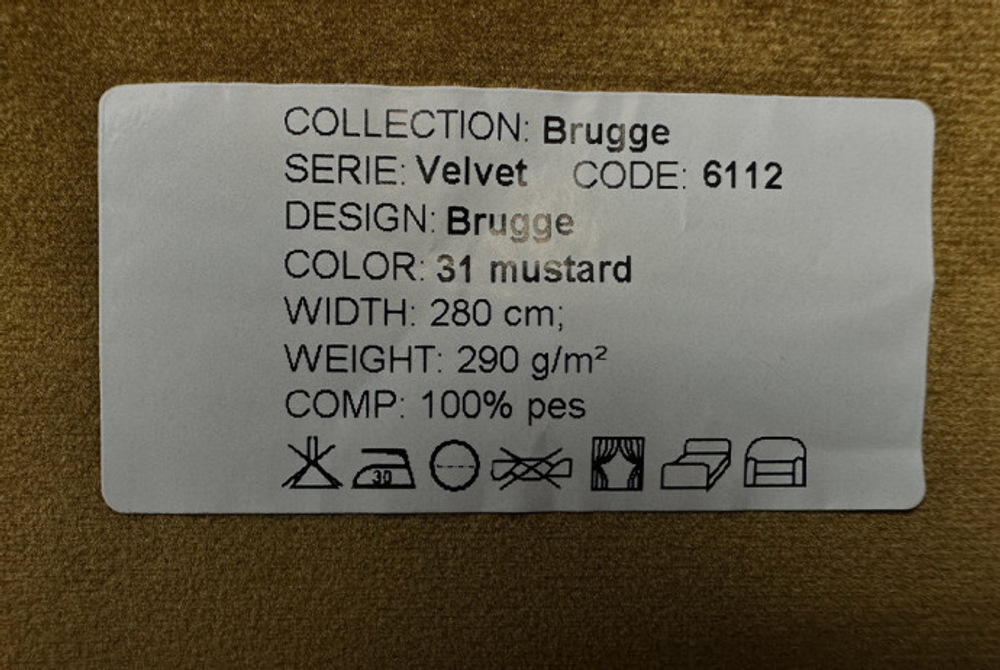 COLLECTION: Brugge
SERIE: Velvet CODE: 6112
DESIGN: Brugge
COLOR: 31 mustard
WIDTH: 280 cm;
WEIGHT: 290 g/m²
COMP: 100% pes
30